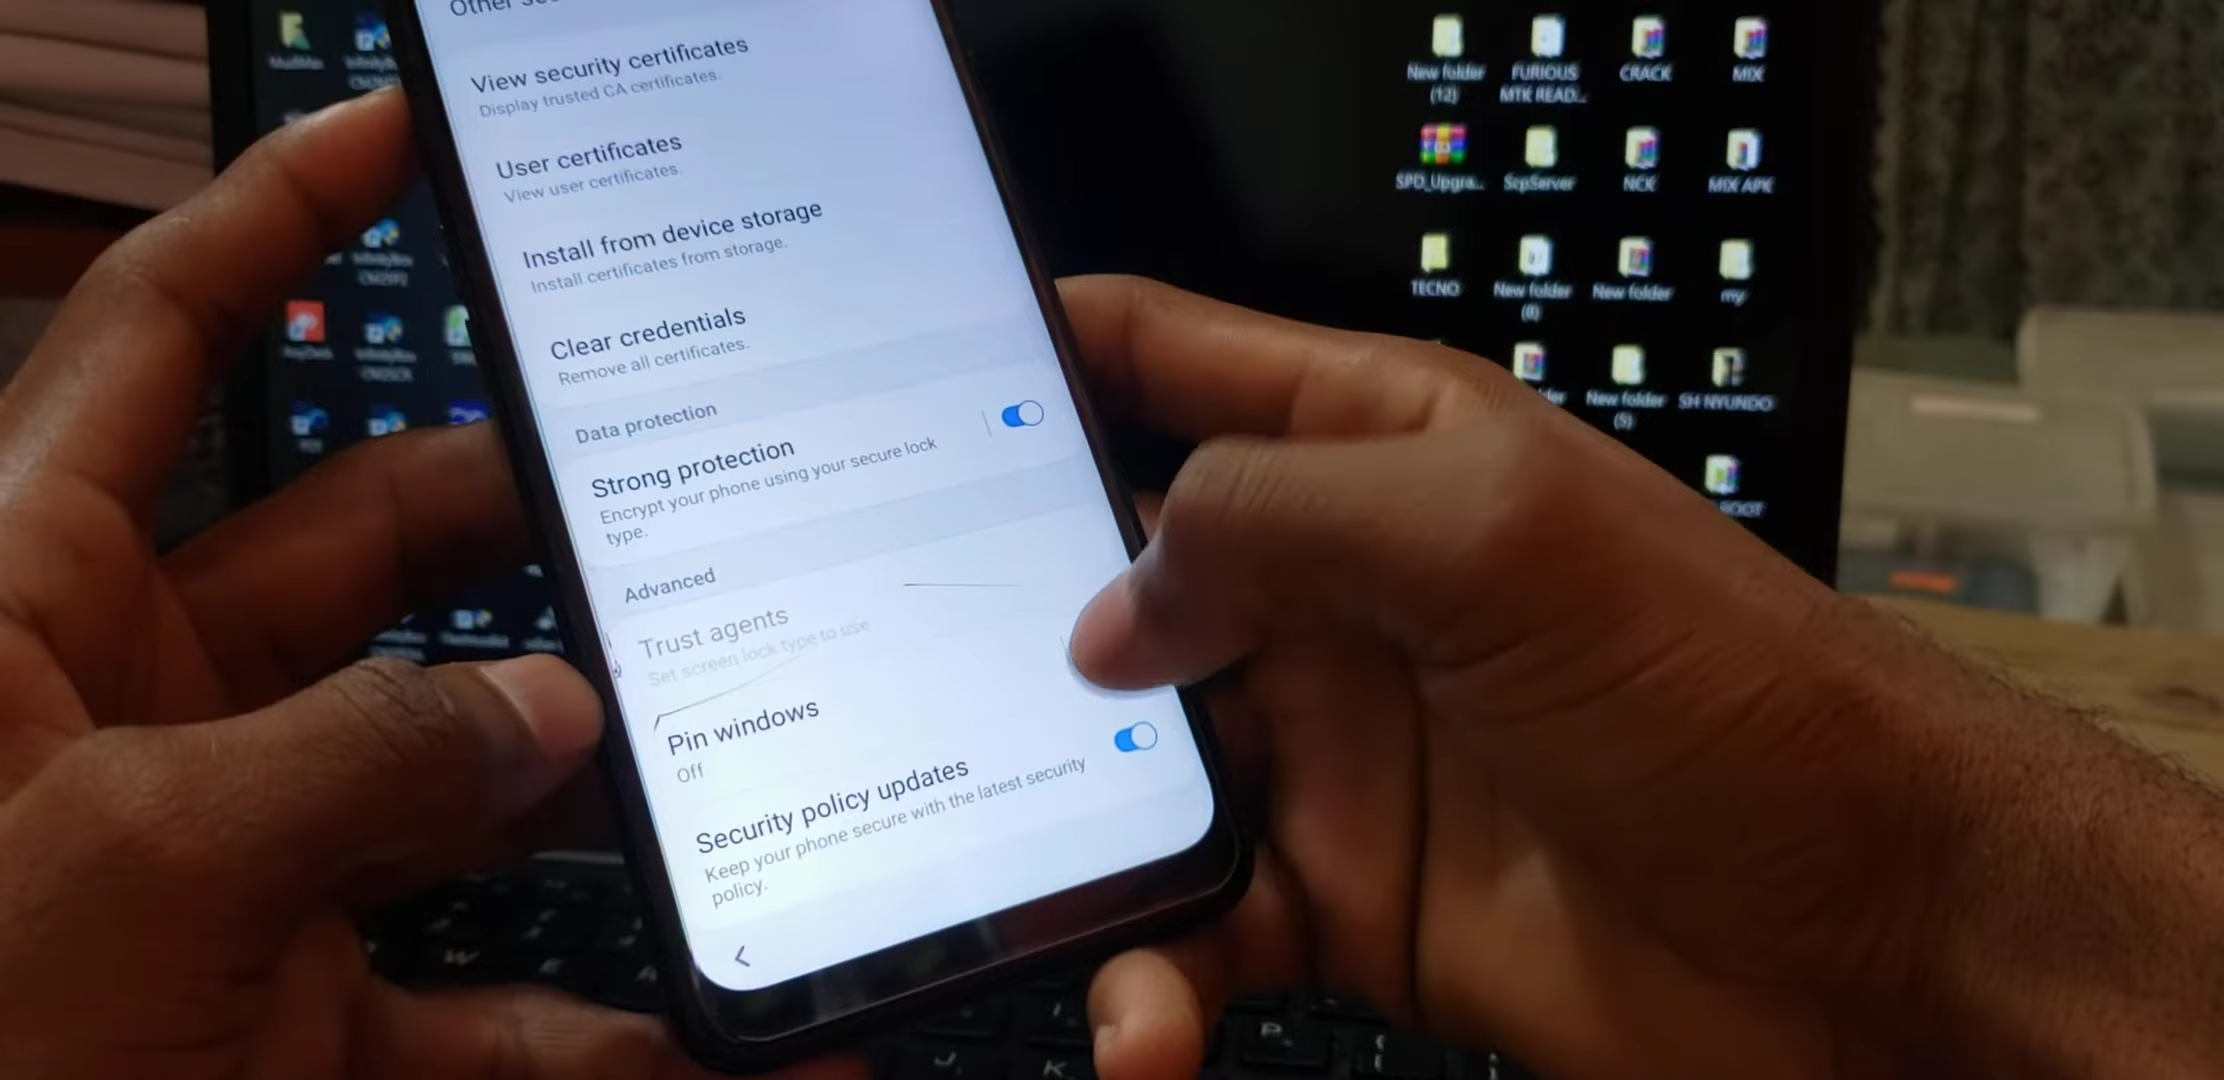 Other
View security certificates
Display trusted CA certificates.
User certificates
View user certificates.
Install from device storage
Install certificates from storage.
Clear credentials
Remove all certificates.
Data protection
Strong protection
Encrypt your phone using your secure lock
type.
Advanced
Trust agents
Set screen lock type to use
Pin windows
Off
Security policy updates
Keep your phone secure with the latest security
policy.
New folder
(12)
FURIOUS
MTK READ...
CRACK
MIX
SPD_Upgra...
ScpServer
NCK
MIX APK
TECNO
New folder
New folder
my
New folder
(5)
SH NYUNDO
ROOT
W
E
J
K
P